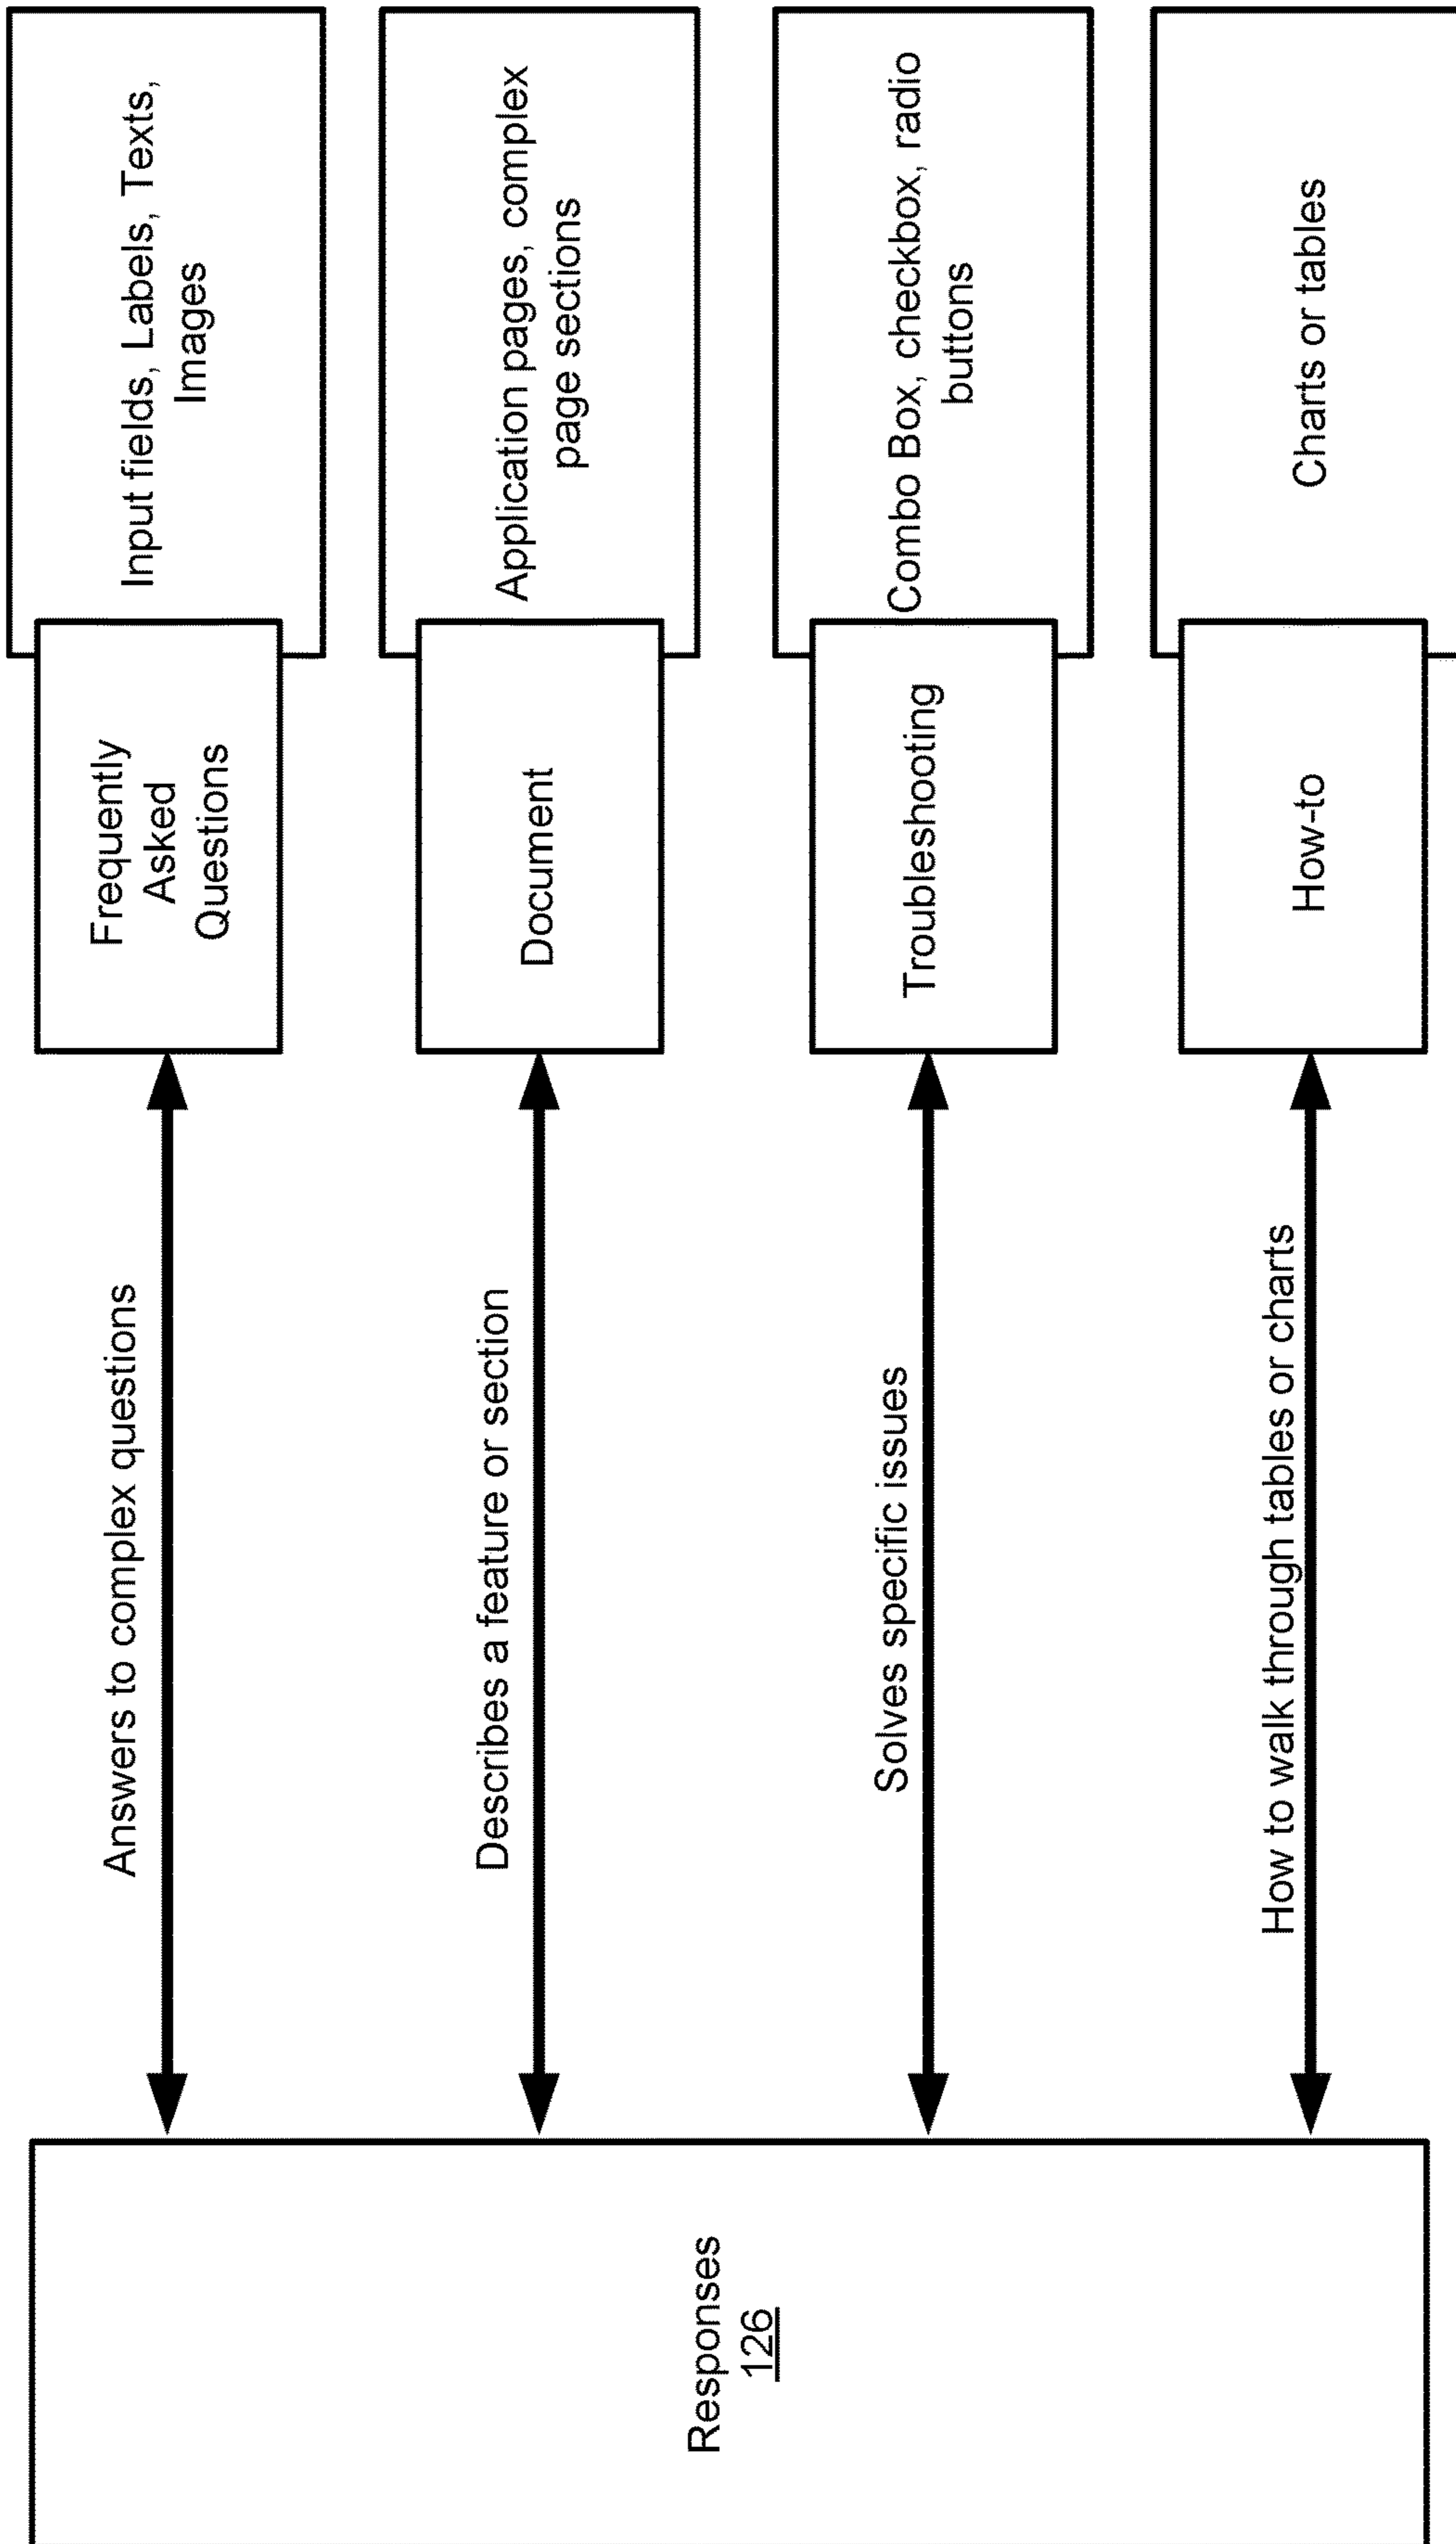 Responses
126
Answers to complex questions
Frequently
Asked
Questions
Input fields, Labels, Texts,
Images
Describes a feature or section
Document
Application pages, complex
page sections
Solves specific issues
Troubleshooting
Combo Box, checkbox, radio
buttons
How to walk through tables or charts
How-to
Charts or tables